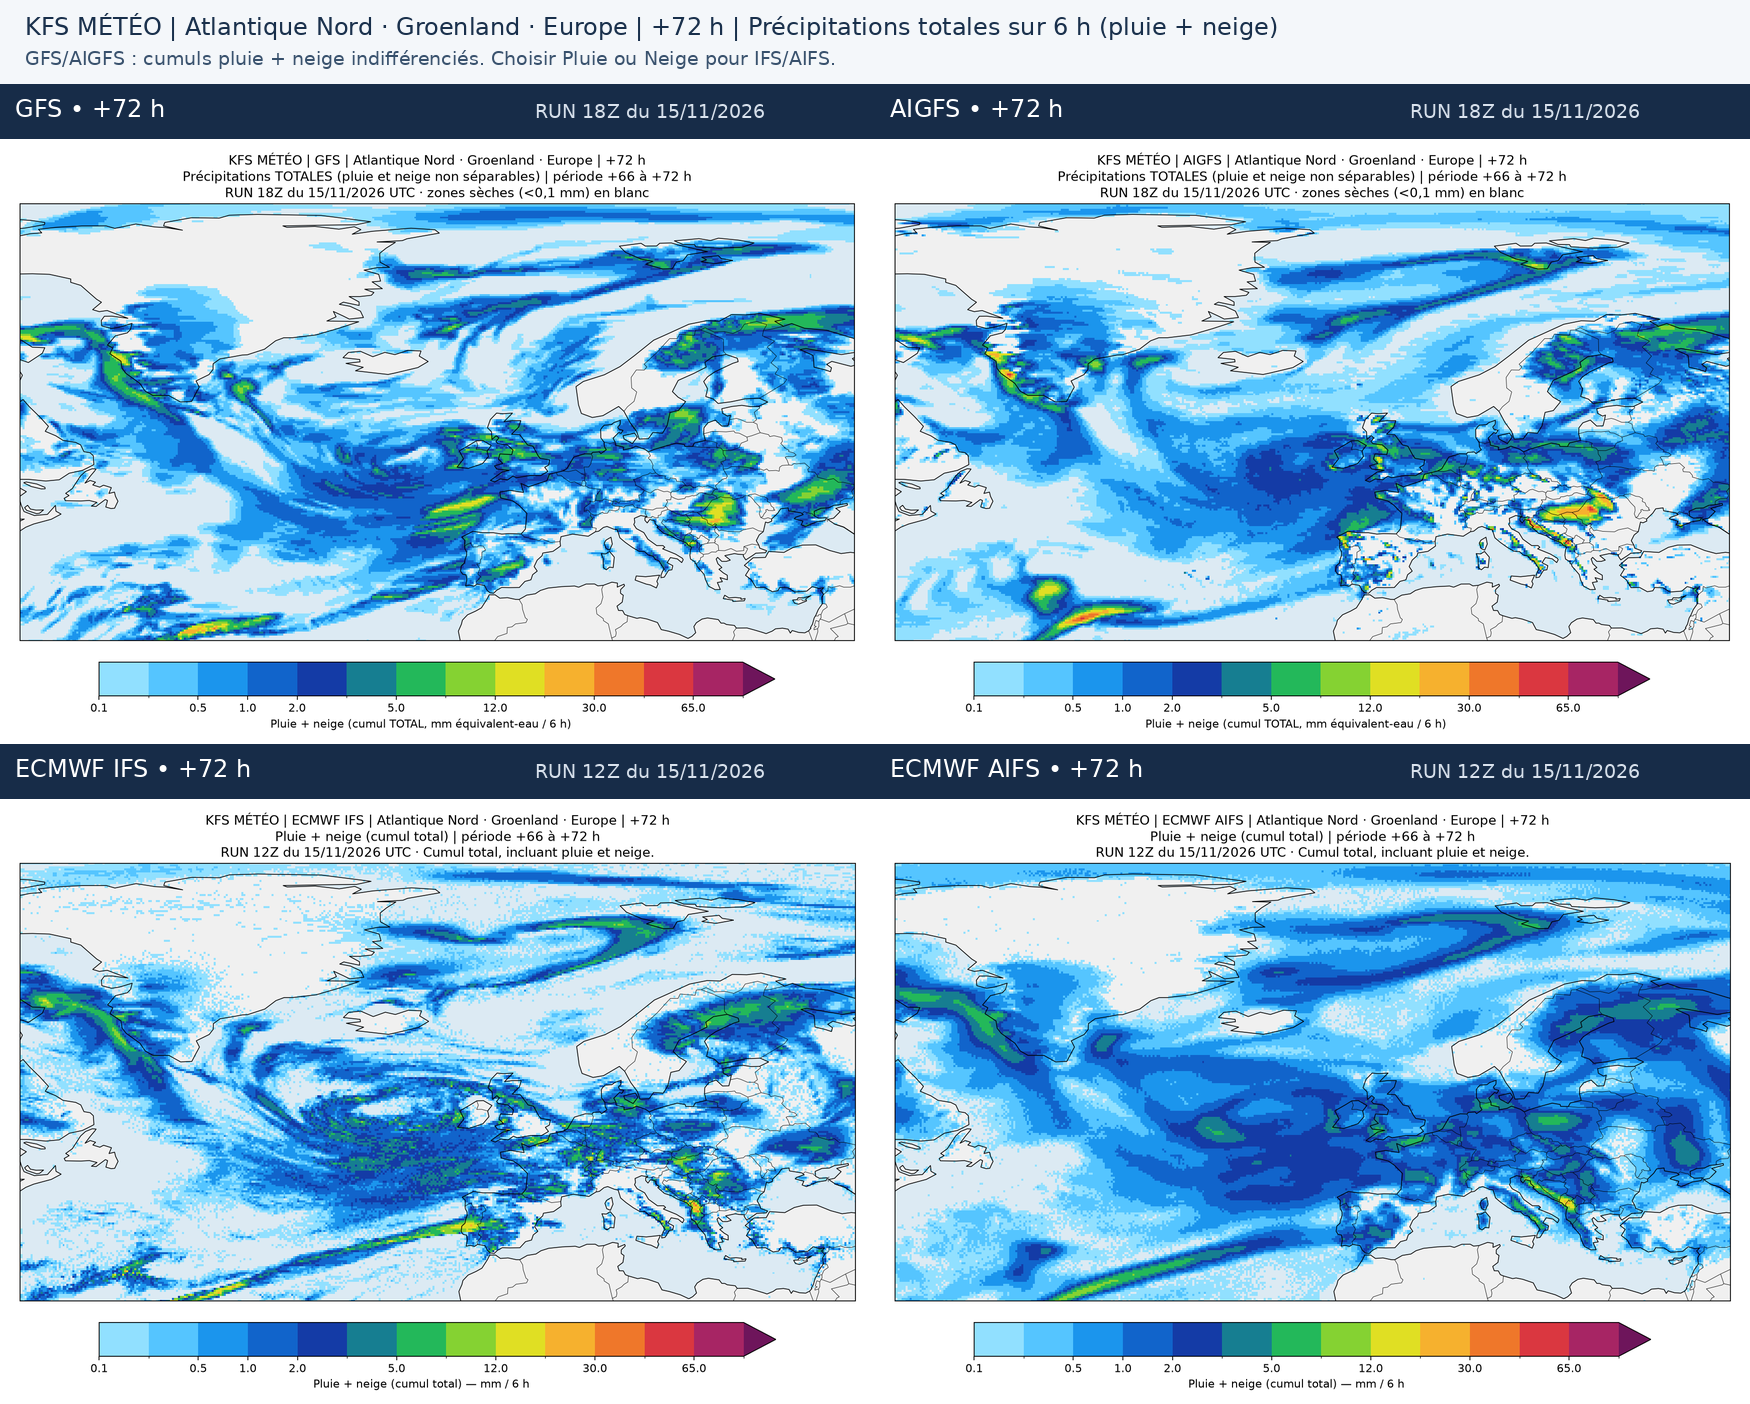 KFS MÉTÉO | Atlantique Nord · Groenland · Europe | +72 h | Précipitations totales sur 6 h (pluie + neige)
GFS/AIGFS : cumuls pluie + neige indifférenciés. Choisir Pluie ou Neige pour IFS/AIFS.
GFS • +72 h
RUN 18Z du 15/11/2026
AIGFS • +72 h
RUN 18Z du 15/11/2026
KFS MÉTÉO | GFS | Atlantique Nord · Groenland · Europe | +72 h
Précipitations TOTALES (pluie et neige non séparables) | période +66 à +72 h
RUN 18Z du 15/11/2026 UTC · zones sèches (<0,1 mm) en blanc
KFS MÉTÉO | AIGFS | Atlantique Nord · Groenland · Europe | +72 h
Précipitations TOTALES (pluie et neige non séparables) | période +66 à +72 h
RUN 18Z du 15/11/2026 UTC · zones sèches (<0,1 mm) en blanc
0.1 0.5 1.0 2.0 5.0 12.0 30.0 65.0
Pluie + neige (cumul TOTAL, mm équivalent-eau / 6 h)
0.1 0.5 1.0 2.0 5.0 12.0 30.0 65.0
Pluie + neige (cumul TOTAL, mm équivalent-eau / 6 h)
ECMWF IFS • +72 h
RUN 12Z du 15/11/2026
ECMWF AIFS • +72 h
RUN 12Z du 15/11/2026
KFS MÉTÉO | ECMWF IFS | Atlantique Nord · Groenland · Europe | +72 h
Pluie + neige (cumul total) | période +66 à +72 h
RUN 12Z du 15/11/2026 UTC · Cumul total, incluant pluie et neige.
KFS MÉTÉO | ECMWF AIFS | Atlantique Nord · Groenland · Europe | +72 h
Pluie + neige (cumul total) | période +66 à +72 h
RUN 12Z du 15/11/2026 UTC · Cumul total, incluant pluie et neige.
0.1 0.5 1.0 2.0 5.0 12.0 30.0 65.0
Pluie + neige (cumul total) — mm / 6 h
0.1 0.5 1.0 2.0 5.0 12.0 30.0 65.0
Pluie + neige (cumul total) — mm / 6 h